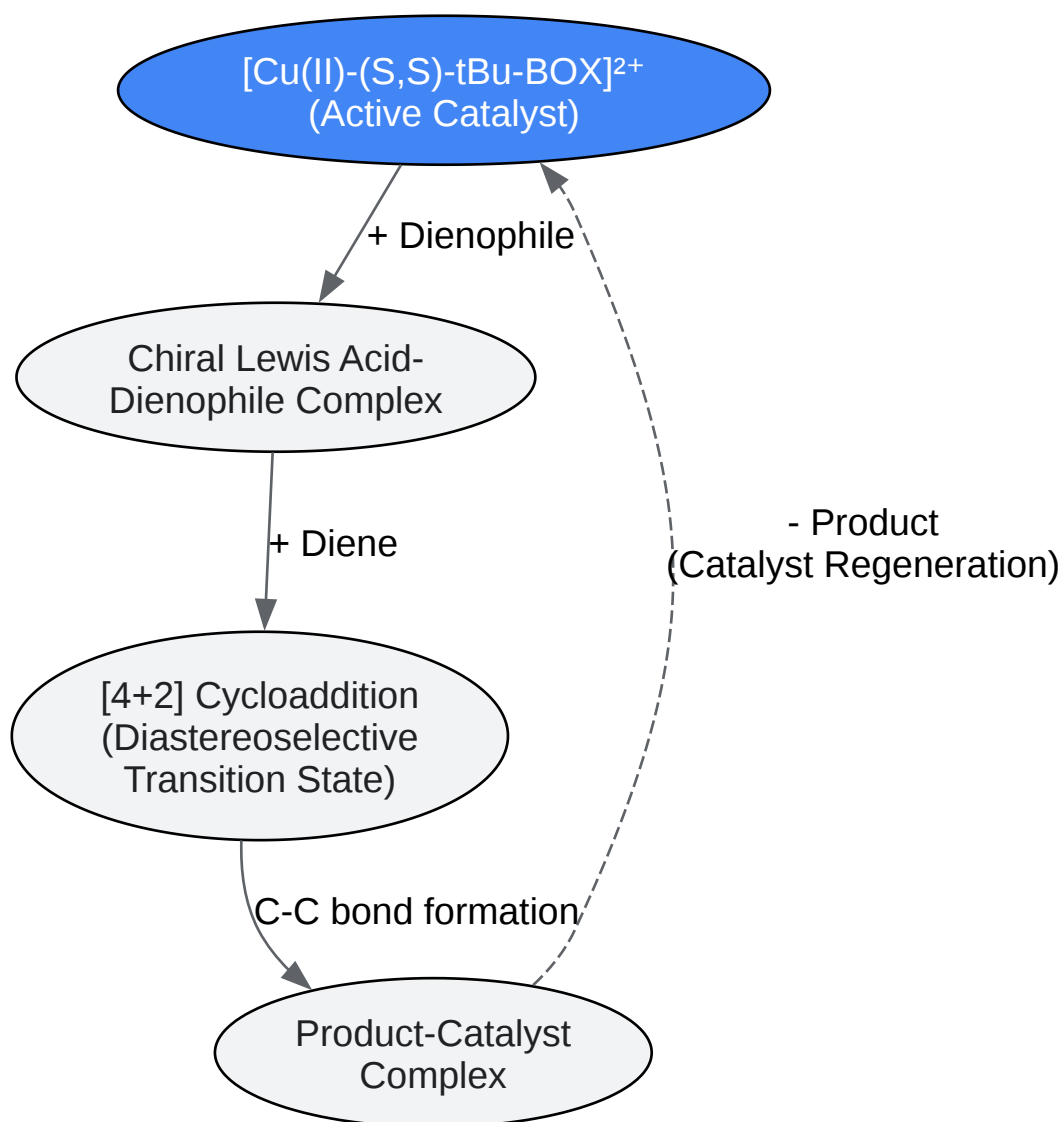 [Cu(II)-(S,S)-tBu-BOX]²⁺
(Active Catalyst)
+ Dienophile
Chiral Lewis Acid-
Dienophile Complex
+ Diene
- Product
(Catalyst Regeneration)
[4+2] Cycloaddition
(Diastereoselective
Transition State)
C-C bond formation
Product-Catalyst
Complex